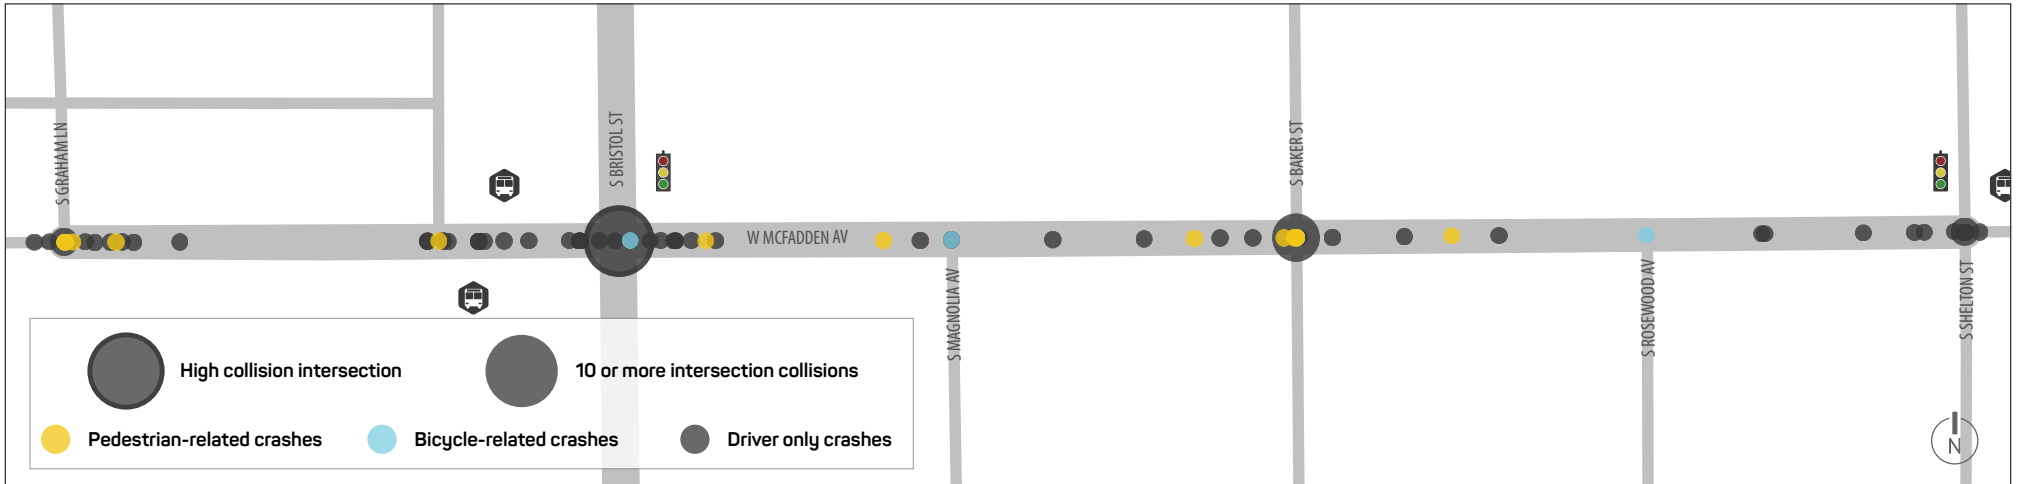 S GRAHAM LN
S BRISTOL ST
S BAKER ST
W MCFADDEN AV
S MAGNOLIA AV
S ROSEWOOD AV
S SHELTON ST
High collision intersection
10 or more intersection collisions
Pedestrian-related crashes
Bicycle-related crashes
Driver only crashes
N